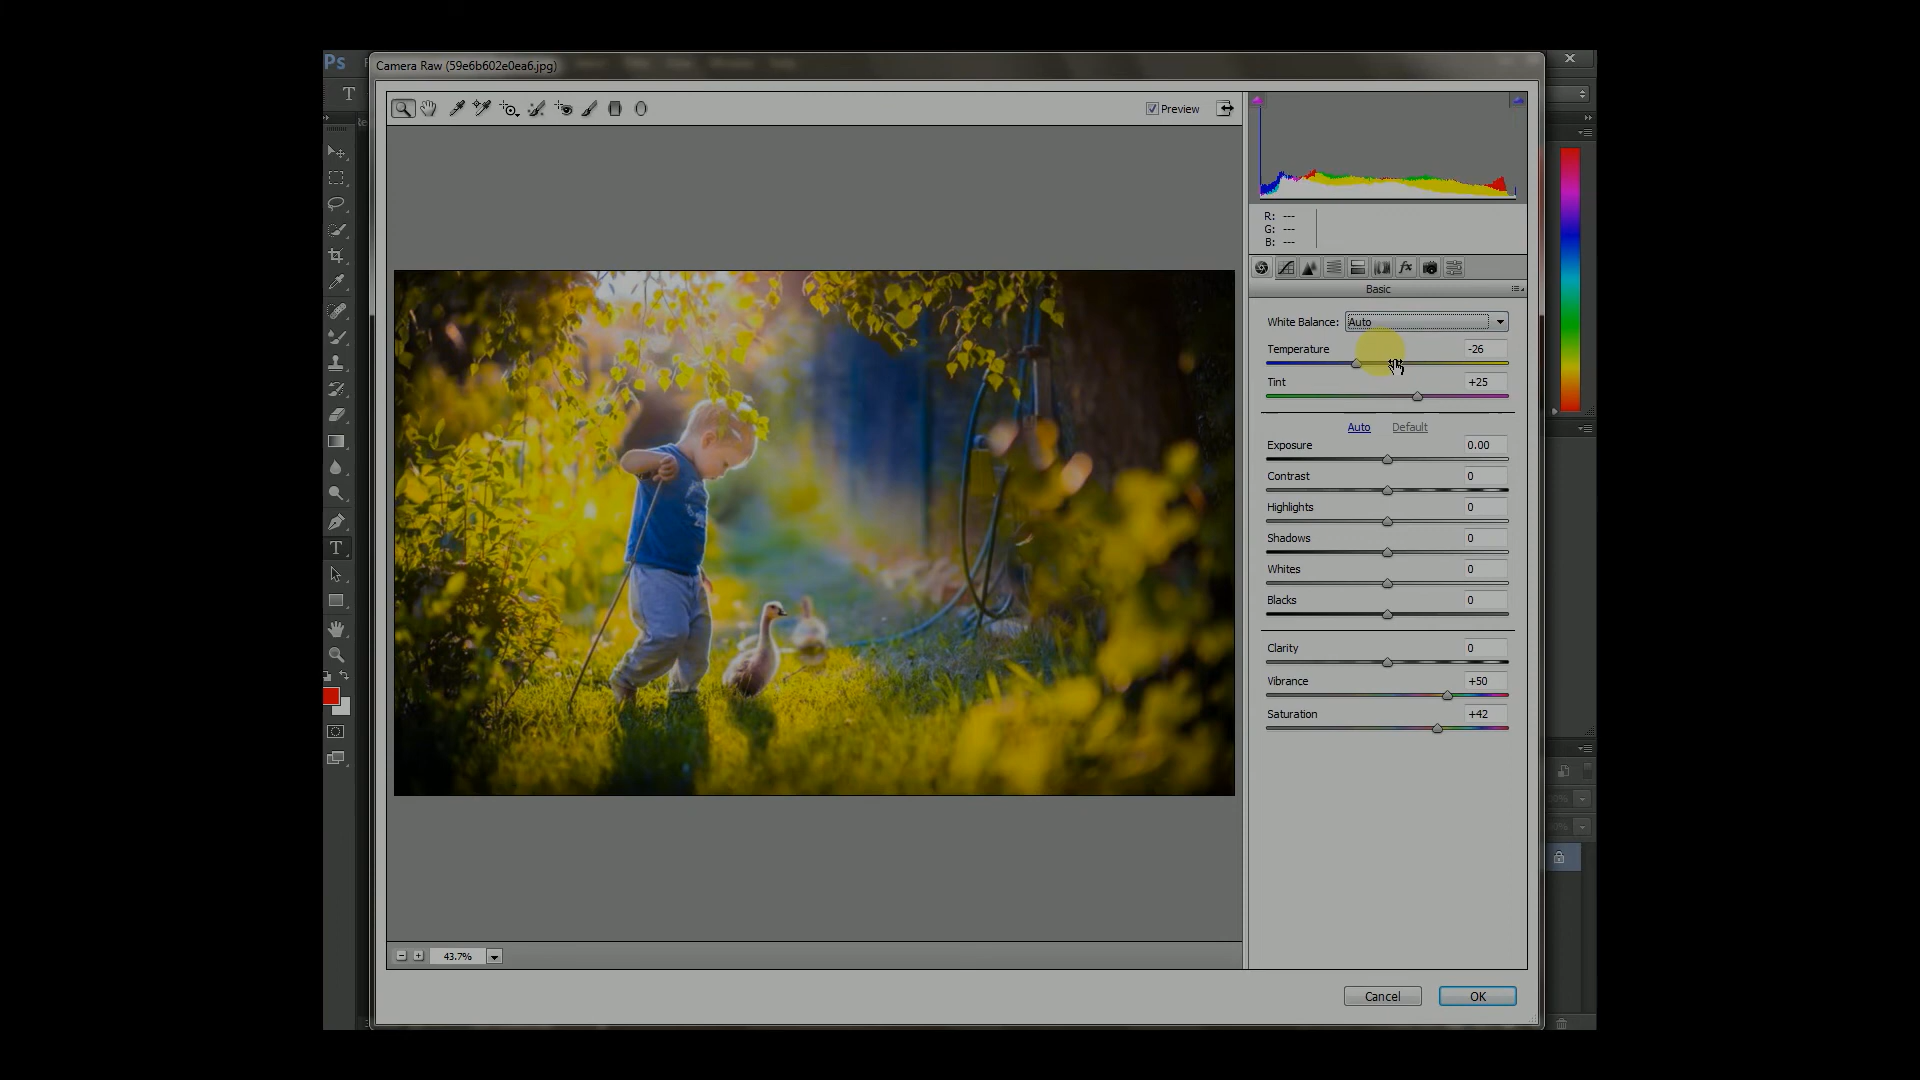 Ps
Camera Raw (59e6b602e0ea6.jpg)
T
Preview
R: ---
G: ---
B: ---
fx
Basic
White Balance: Auto
Temperature -26
Tint +25
Auto Default
Exposure 0.00
Contrast 0
Highlights 0
Shadows 0
Whites 0
Blacks 0
Clarity 0
Vibrance +50
Saturation +42
T
43.7%
Cancel OK